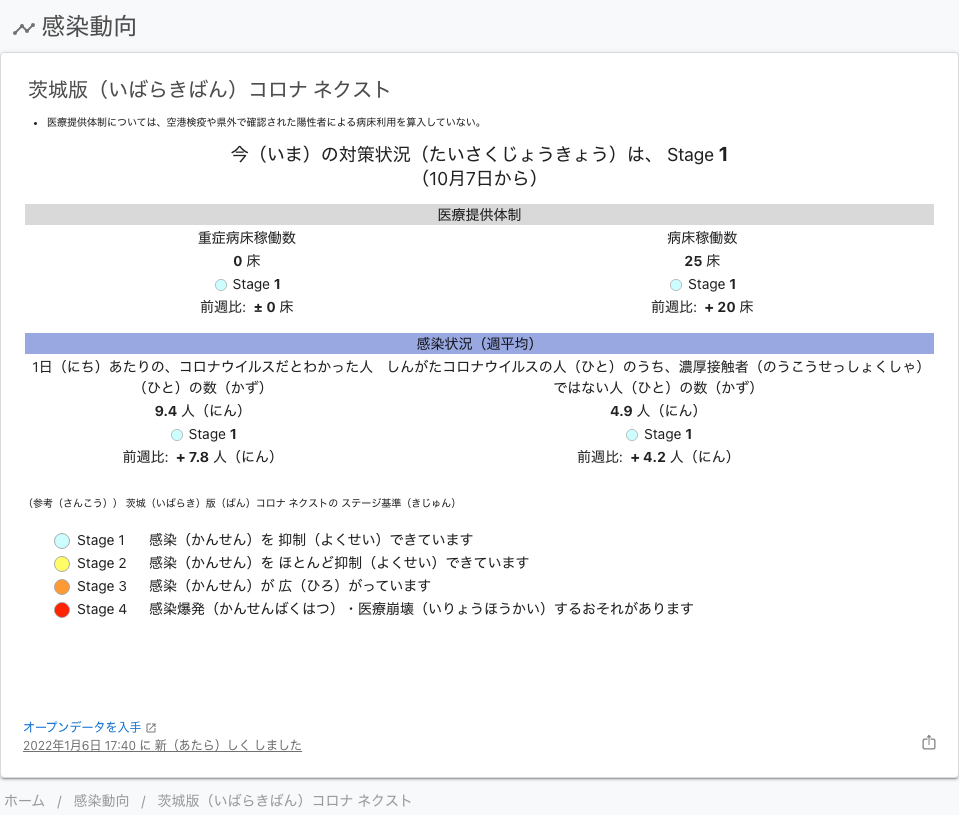 感染動向
茨城版（いばらきばん）コロナ ネクスト
• 医療提供体制については、空港検疫や県外で確認された陽性者による病床利用を算入していない。
今（いま）の対策状況（たいさくじょうきょう）は、 Stage 1
（10月7日から）
医療提供体制
重症病床稼働数
0 床
Stage 1
前週比: ± 0 床
病床稼働数
25 床
Stage 1
前週比: + 20 床
感染状況（週平均）
1日（にち）あたりの、コロナウイルスだとわかった人
（ひと）の数（かず）
9.4 人（にん）
Stage 1
前週比: + 7.8 人（にん）
しんがたコロナウイルスの人（ひと）のうち、濃厚接触者（のうこうせっしょくしゃ）
ではない人（ひと）の数（かず）
4.9 人（にん）
Stage 1
前週比: + 4.2 人（にん）
（参考（さんこう）） 茨城（いばらき）版（ばん）コロナ ネクストの ステージ基準（きじゅん）
Stage 1 感染（かんせん）を 抑制（よくせい）できています
Stage 2 感染（かんせん）を ほとんど抑制（よくせい）できています
Stage 3 感染（かんせん）が 広（ひろ）がっています
Stage 4 感染爆発（かんせんばくはつ）・医療崩壊（いりょうほうかい）するおそれがあります
オープンデータを入手
2022年1月6日 17:40 に 新（あたら）しく しました
ホーム / 感染動向 / 茨城版（いばらきばん）コロナ ネクスト